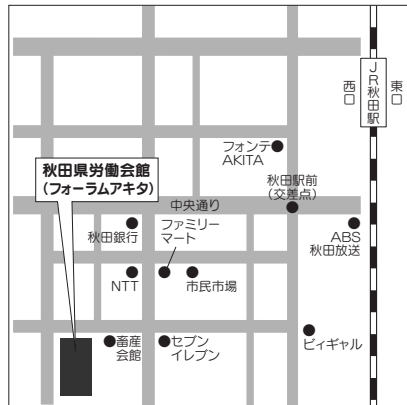 JR秋田駅
西口
東口
フォンテ
AKITA
秋田県労働会館
(フォーラムアキタ)
秋田駅前
(交差点)
中央通り
秋田銀行
ファミリー
マート
ABS
秋田放送
NTT
市民市場
畜産
会館
セブン
イレブン
ビィギャル